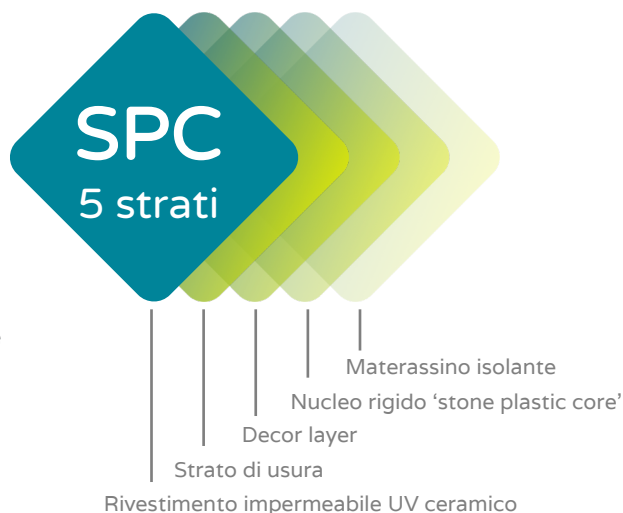 SPC
5 strati
Materassino isolante
Nucleo rigido ‘stone plastic core’
Decor layer
Strato di usura
Rivestimento impermeabile UV ceramico